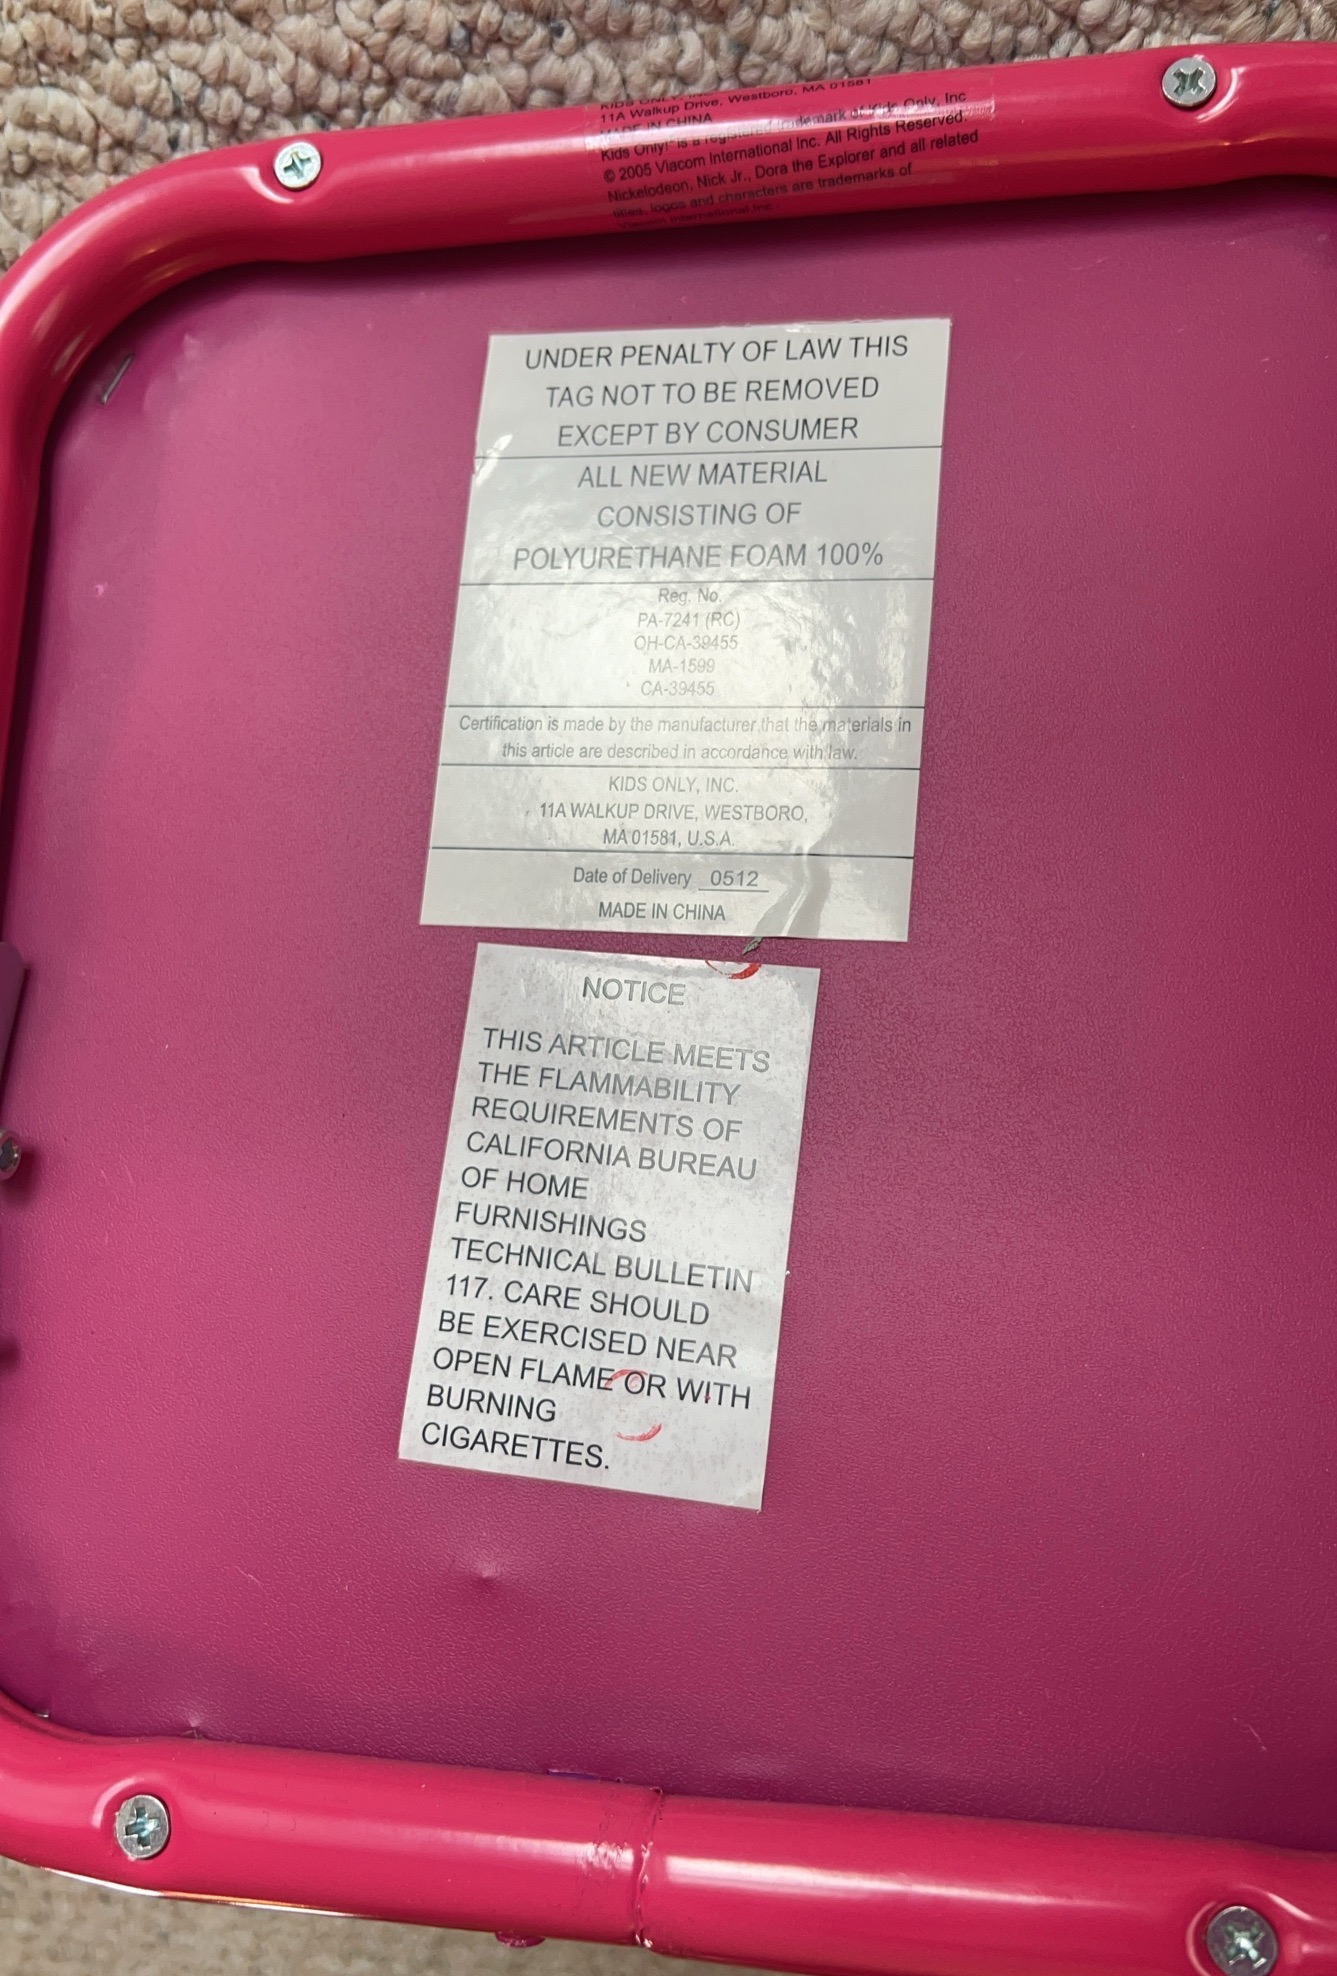 KIDS ONLY, INC.
11A Walkup Drive, Westboro, MA 01581
MADE IN CHINA
Kids Only!™ is a registered trademark of Kids Only, Inc
© 2005 Viacom International Inc. All Rights Reserved.
Nickelodeon, Nick Jr., Dora the Explorer and all related
titles, logos and characters are trademarks of
Viacom International Inc.
UNDER PENALTY OF LAW THIS
TAG NOT TO BE REMOVED
EXCEPT BY CONSUMER
ALL NEW MATERIAL
CONSISTING OF
POLYURETHANE FOAM 100%
Reg. No.
PA-7241 (RC)
OH-CA-39455
MA-1599
CA-39455
Certification is made by the manufacturer that the materials in
this article are described in accordance with law.
KIDS ONLY, INC.
11A WALKUP DRIVE, WESTBORO,
MA 01581, U.S.A.
Date of Delivery 0512
MADE IN CHINA
NOTICE
THIS ARTICLE MEETS
THE FLAMMABILITY
REQUIREMENTS OF
CALIFORNIA BUREAU
OF HOME
FURNISHINGS
TECHNICAL BULLETIN
117. CARE SHOULD
BE EXERCISED NEAR
OPEN FLAME OR WITH
BURNING
CIGARETTES.